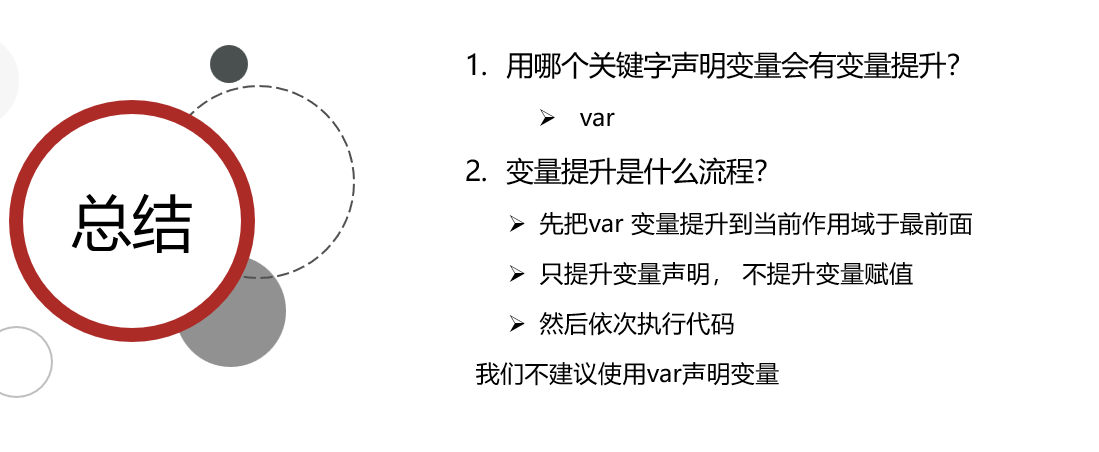 总结
1. 用哪个关键字声明变量会有变量提升？
➢ var
2. 变量提升是什么流程？
➢ 先把var 变量提升到当前作用域于最前面
➢ 只提升变量声明， 不提升变量赋值
➢ 然后依次执行代码
我们不建议使用var声明变量